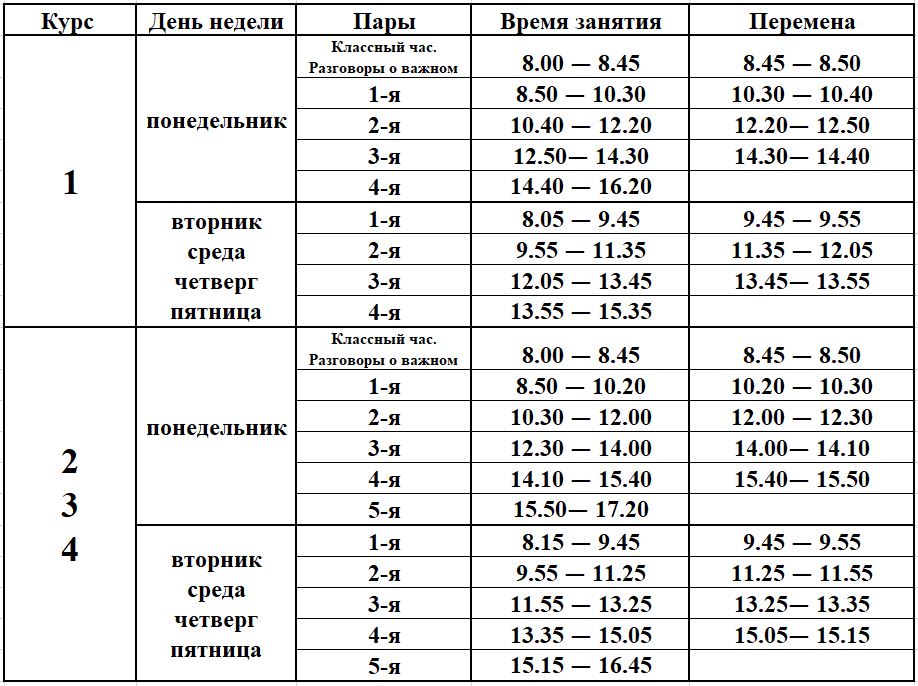 Курс День недели Пары Время занятия Перемена
1
понедельник
Классный час.
Разговоры о важном 8.00 — 8.45 8.45 — 8.50
1-я 8.50 — 10.30 10.30 — 10.40
2-я 10.40 — 12.20 12.20— 12.50
3-я 12.50— 14.30 14.30— 14.40
4-я 14.40 — 16.20
вторник
среда
четверг
пятница
1-я 8.05 — 9.45 9.45 — 9.55
2-я 9.55 — 11.35 11.35 — 12.05
3-я 12.05 — 13.45 13.45— 13.55
4-я 13.55 — 15.35
2
3
4
понедельник
Классный час.
Разговоры о важном 8.00 — 8.45 8.45 — 8.50
1-я 8.50 — 10.20 10.20 — 10.30
2-я 10.30 — 12.00 12.00 — 12.30
3-я 12.30 — 14.00 14.00— 14.10
4-я 14.10 — 15.40 15.40— 15.50
5-я 15.50— 17.20
вторник
среда
четверг
пятница
1-я 8.15 — 9.45 9.45 — 9.55
2-я 9.55 — 11.25 11.25 — 11.55
3-я 11.55 — 13.25 13.25— 13.35
4-я 13.35 — 15.05 15.05— 15.15
5-я 15.15 — 16.45